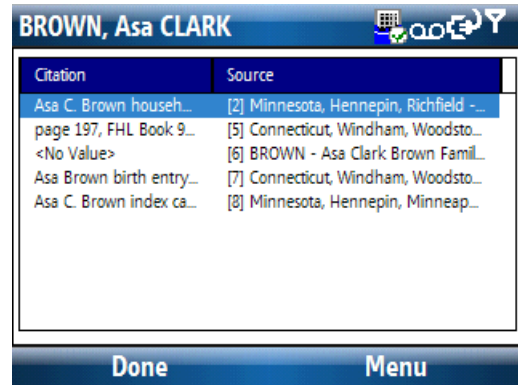 BROWN, Asa CLARK
Citation Source
Asa C. Brown househ... [2] Minnesota, Hennepin, Richfield -...
page 197, FHL Book 9... [5] Connecticut, Windham, Woodsto...
<No Value> [6] BROWN - Asa Clark Brown Famil...
Asa Brown birth entry... [7] Connecticut, Windham, Woodsto...
Asa C. Brown index ca... [8] Minnesota, Hennepin, Minneap...
Done Menu